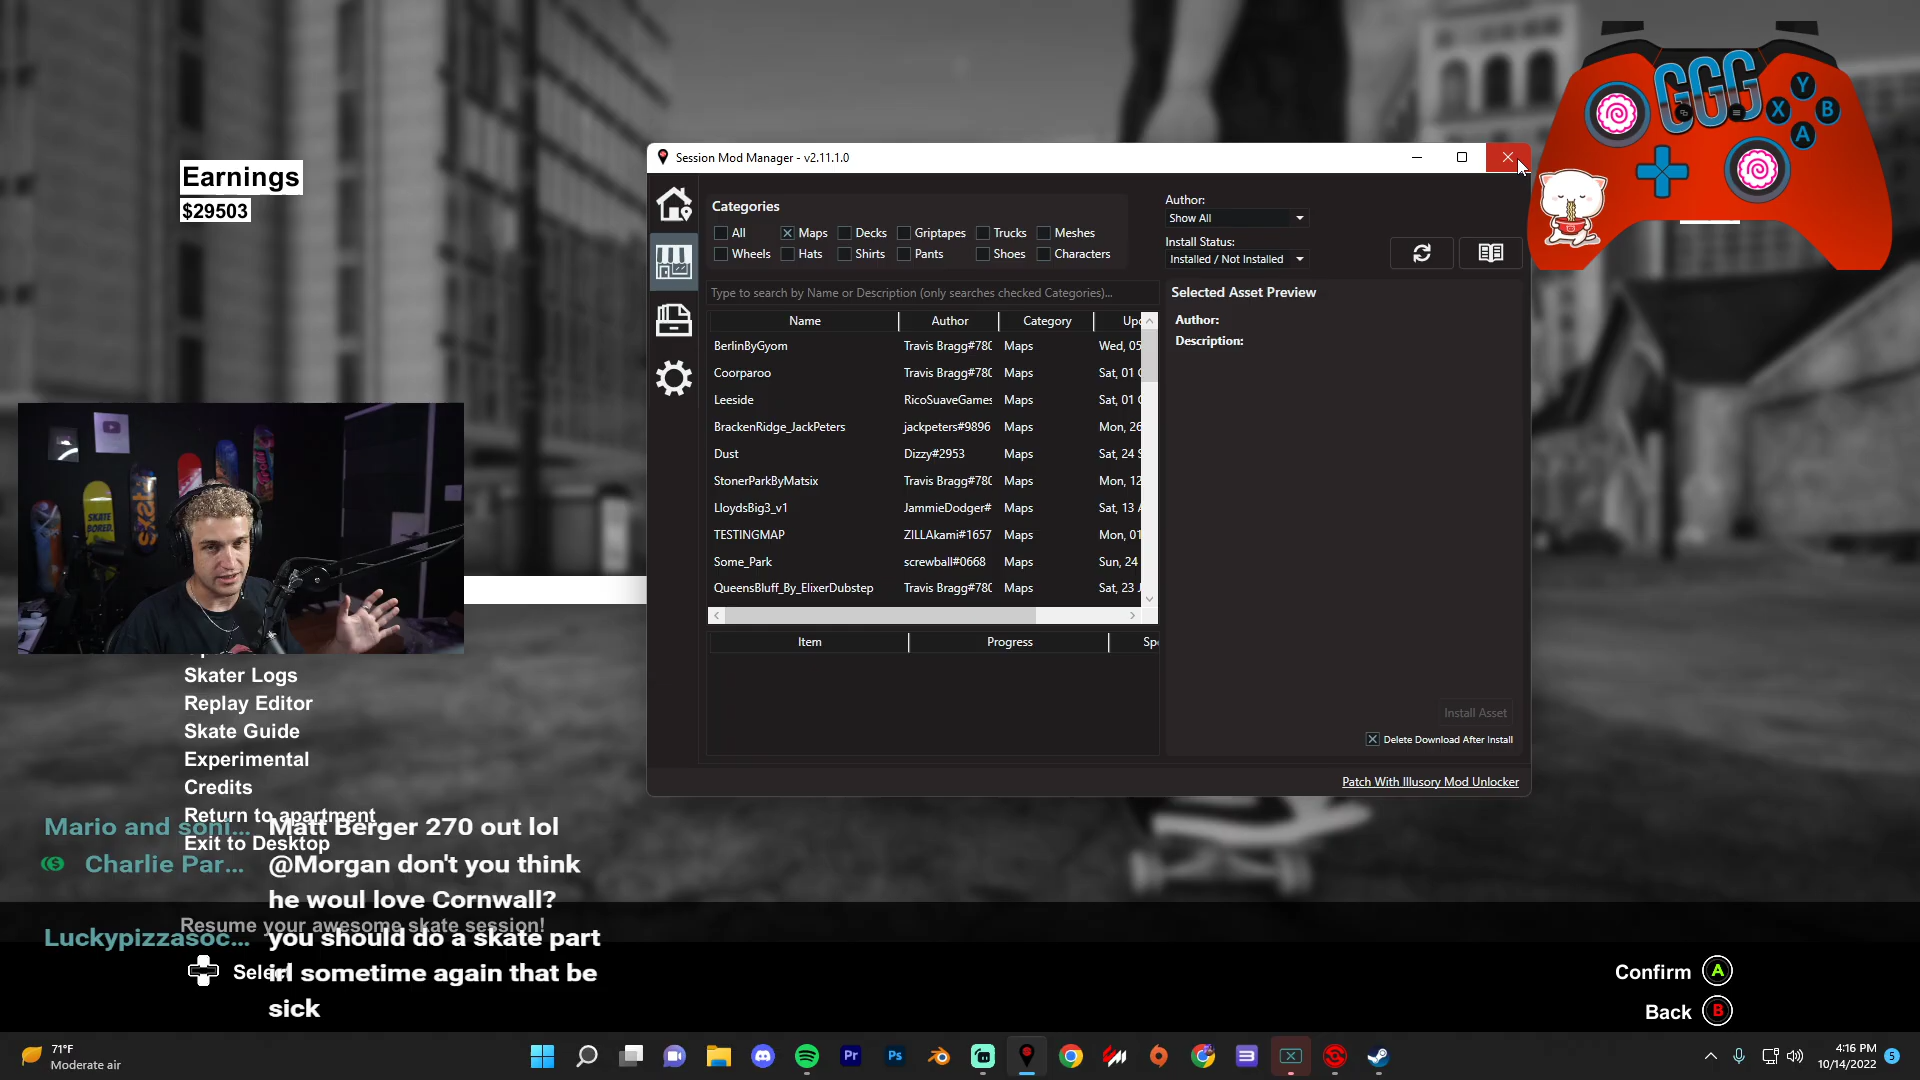 Earnings
$29503
Session Mod Manager - v2.11.1.0
Categories
All
Maps
Decks
Griptapes
Trucks
Meshes
Wheels
Hats
Shirts
Pants
Shoes
Characters
Author:
Show All
Install Status:
Installed / Not Installed
Type to search by Name or Description (only searches checked Categories)...
Name Author Category Upd
BerlinByGyom Travis Bragg#780 Maps Wed, 05
Coorparoo Travis Bragg#780 Maps Sat, 01 O
Leeside RicoSuaveGames Maps Sat, 01 O
BrackenRidge_JackPeters jackpeters#9896 Maps Mon, 26
Dust Dizzy#2953 Maps Sat, 24 S
StonerParkByMatsix Travis Bragg#780 Maps Mon, 12
LloydsBig3_v1 JammieDodger# Maps Sat, 13 A
TESTINGMAP ZILLAkami#1657 Maps Mon, 01
Some_Park screwball#0668 Maps Sun, 24
QueensBluff_By_ElixerDubstep Travis Bragg#780 Maps Sat, 23 J
Item Progress Spe
Selected Asset Preview
Author:
Description:
Install Asset
Delete Download After Install
Patch With Illusory Mod Unlocker
GGG
Y
X
B
A
SKATE
BORED.
Skater Logs
Replay Editor
Skate Guide
Experimental
Credits
Return to apartment
Exit to Desktop
Mario and soni... Matt Berger 270 out lol
Charlie Par... @Morgan don't you think
he woul love Cornwall?
Resume your awesome skate session!
Luckypizzasoc... you should do a skate part
irl sometime again that be
sick
Select
Confirm A
Back B
71°F
Moderate air
Pr
Ps
4:16 PM
10/14/2022
5